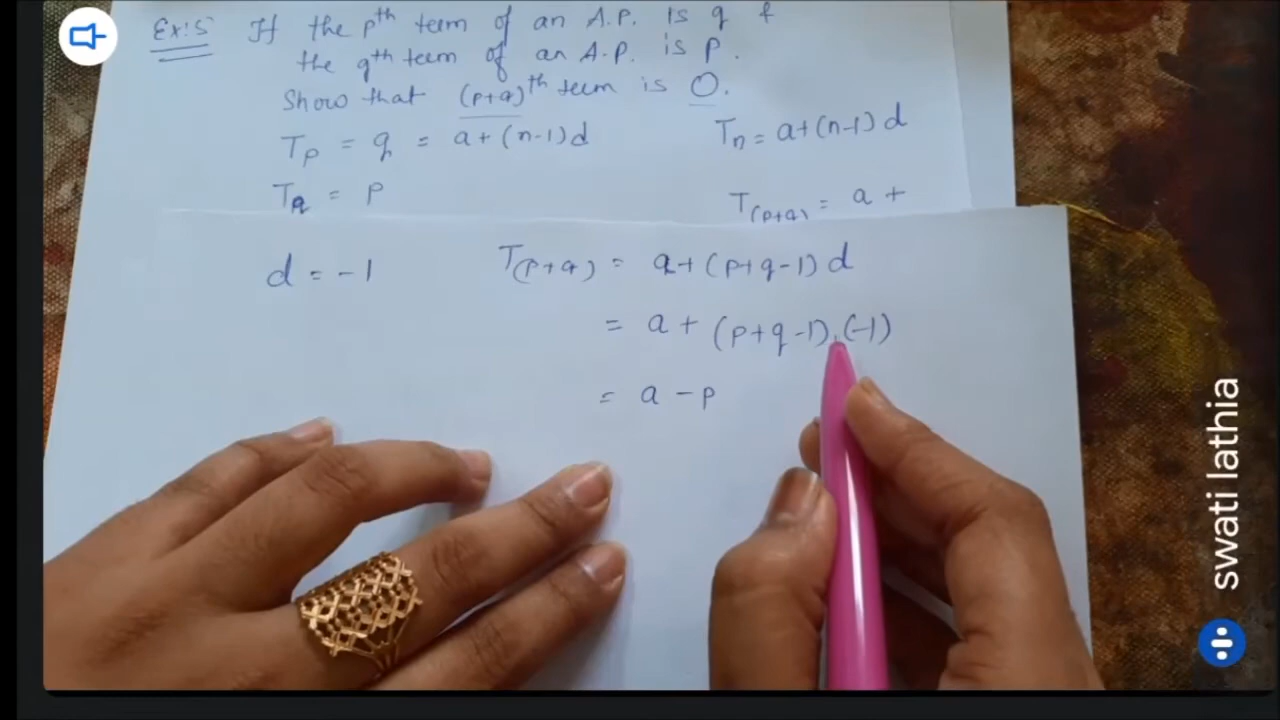 Ex:5 If the pth term of an A.P. is q &
the qth term of an A.P. is p.
Show that (p+q)th term is 0.
Tp = q = a+(n-1)d
Tn = a+(n-1)d
Tq = p
T(p+q) = a +
d = -1
T(p+q) = a+(p+q-1)d
= a+(p+q-1).(-1)
= a - p
swati lathia